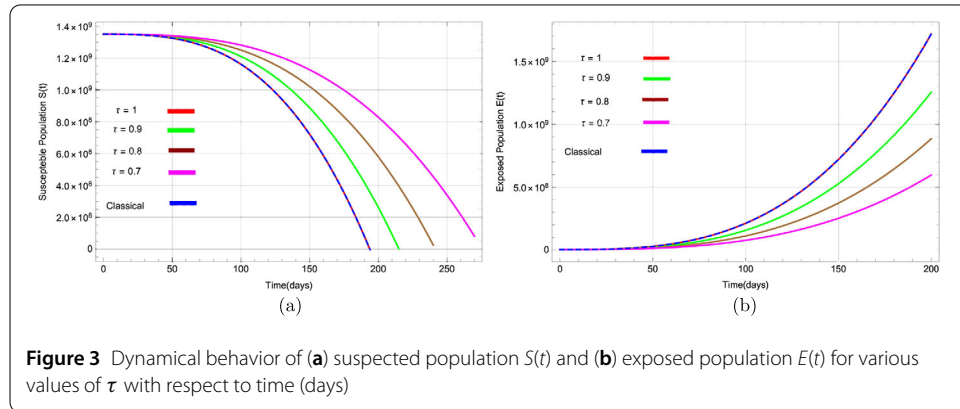 1.4×10⁹
1.2×10⁹
1.0×10⁹
8.0×10⁸
6.0×10⁸
4.0×10⁸
2.0×10⁸
0
Susceptible Population S(t)
τ = 1
τ = 0.9
τ = 0.8
τ = 0.7
Classical
0 50 100 150 200 250
Time(days)
(a)
1.5×10⁹
1.0×10⁹
5.0×10⁸
0
Exposed Population E(t)
τ = 1
τ = 0.9
τ = 0.8
τ = 0.7
Classical
0 50 100 150 200
Time(days)
(b)
Figure 3 Dynamical behavior of (a) suspected population S(t) and (b) exposed population E(t) for various
values of τ with respect to time (days)